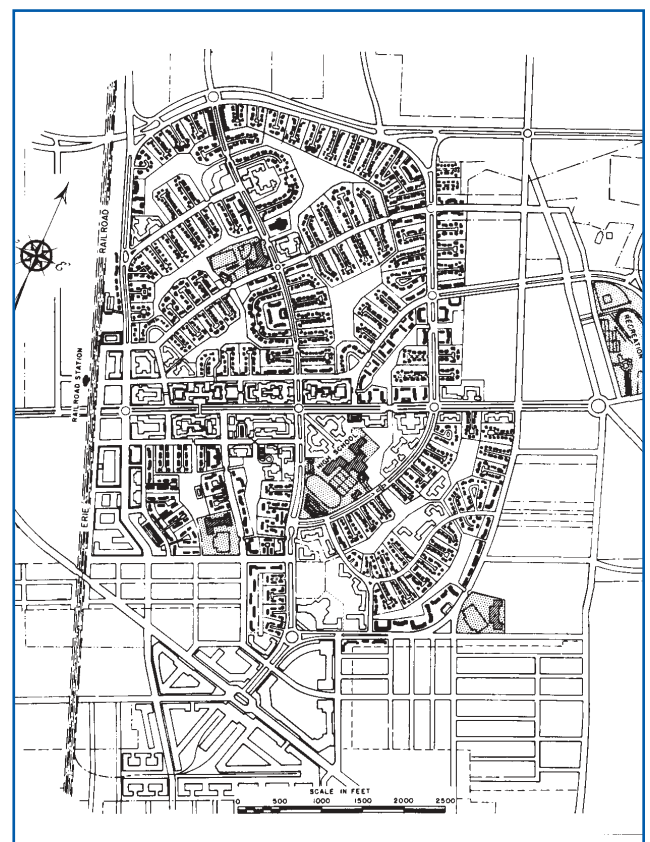 RAILROAD
RAILROAD STATION
ERIE
SCHOOL
RECREATION
SCALE IN FEET
0 500 1000 1500 2000 2500